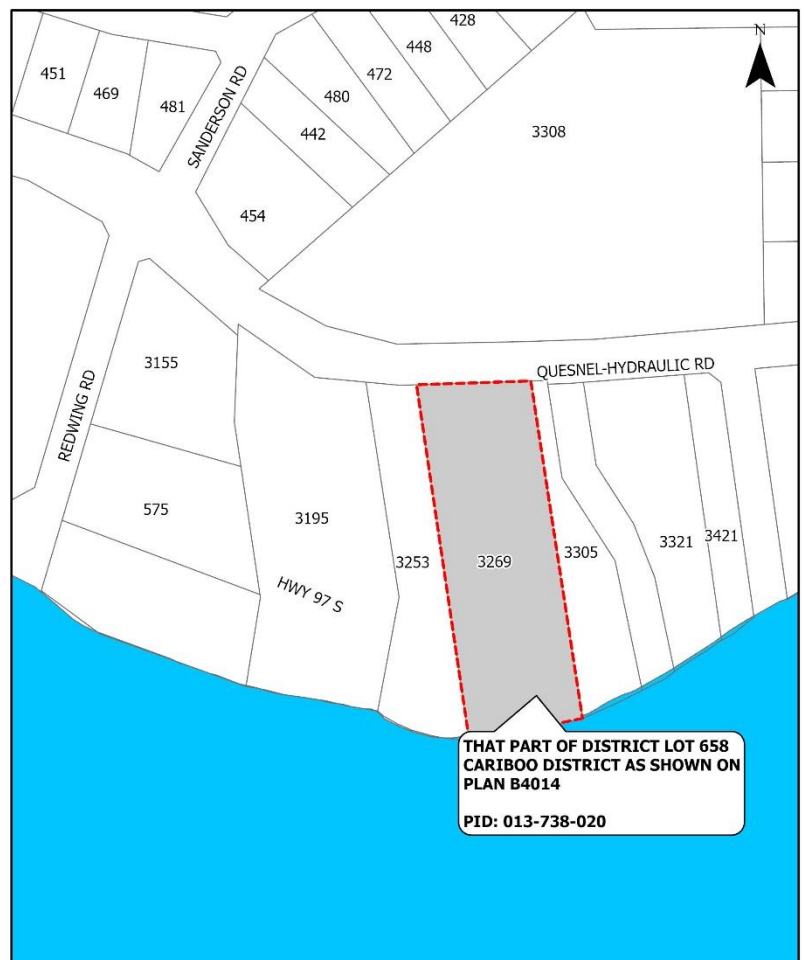 428
448
N
451
472
469
480
481
SANDERSON RD
3308
442
454
3155
QUESNEL-HYDRAULIC RD
REDWING RD
575
3195
3253
3269
3305
3321
3421
HWY 97 S
THAT PART OF DISTRICT LOT 658
CARIBOO DISTRICT AS SHOWN ON
PLAN B4014
PID: 013-738-020